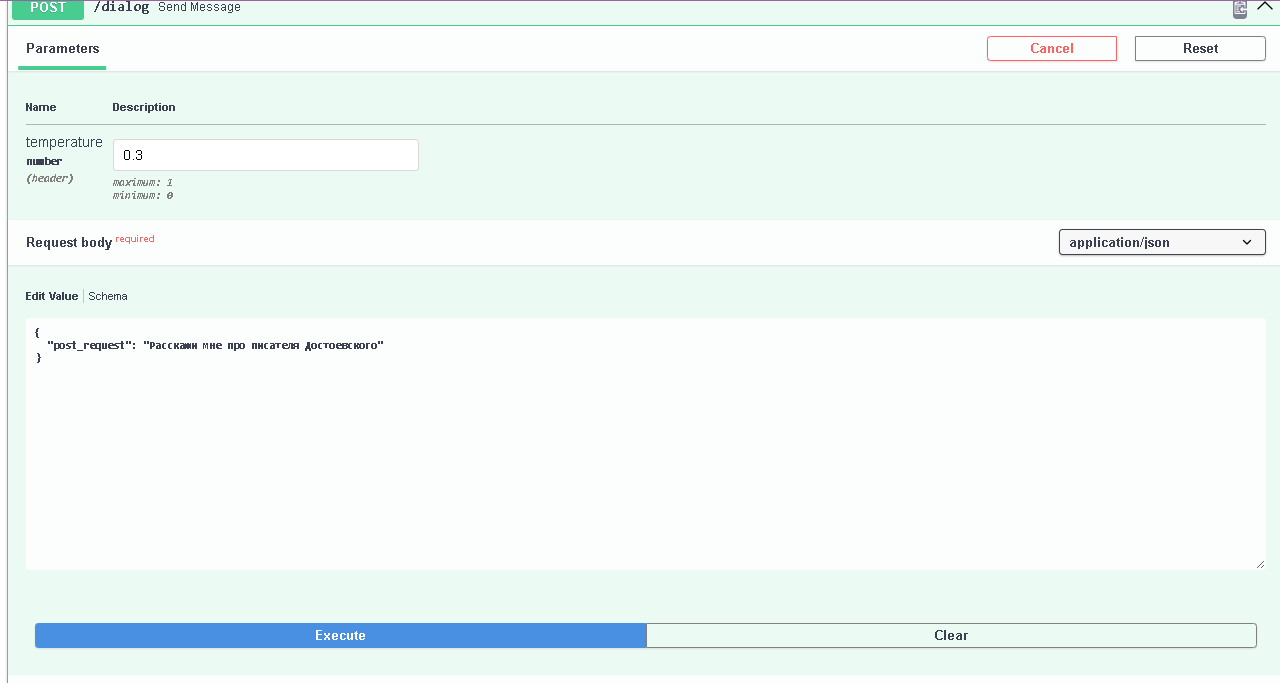 POST /dialog Send Message
Parameters
Cancel
Reset
Name Description
temperature
number
(header)
0.3
maximum: 1
minimum: 0
Request body required
application/json
Edit Value Schema
{
"post_request": "Расскажи мне про писателя Достоевского"
}
Execute
Clear